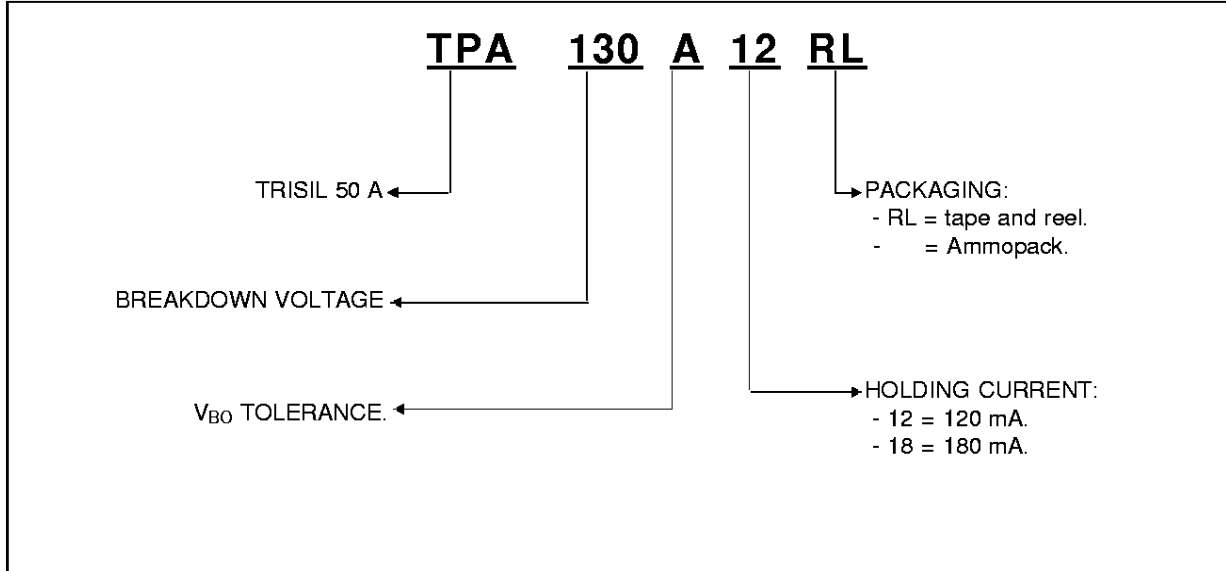 TPA 130 A 12 RL
TRISIL 50 A
PACKAGING:
- RL = tape and reel.
- = Ammopack.
BREAKDOWN VOLTAGE
HOLDING CURRENT:
- 12 = 120 mA.
- 18 = 180 mA.
VBO TOLERANCE.